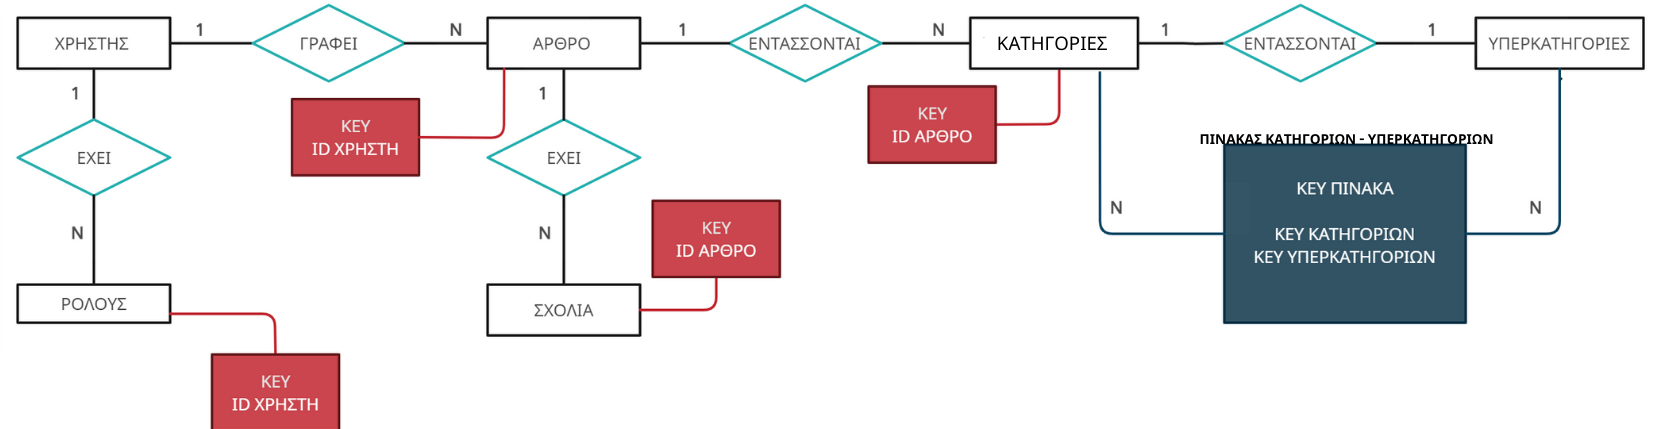 ΧΡΗΣΤΗΣ
1
ΓΡΑΦΕΙ
N
ΑΡΘΡΟ
1
ΕΝΤΑΣΣΟΝΤΑΙ
N
ΚΑΤΗΓΟΡΙΕΣ
1
ΕΝΤΑΣΣΟΝΤΑΙ
1
ΥΠΕΡΚΑΤΗΓΟΡΙΕΣ
1
ΕΧΕΙ
N
ΡΟΛΟΥΣ
KEY
ID ΧΡΗΣΤΗ
KEY
ID ΧΡΗΣΤΗ
1
ΕΧΕΙ
N
ΣΧΟΛΙΑ
KEY
ID ΑΡΘΡΟ
KEY
ID ΑΡΘΡΟ
ΠΙΝΑΚΑΣ ΚΑΤΗΓΟΡΙΩΝ - ΥΠΕΡΚΑΤΗΓΟΡΙΩΝ
N
KEY ΠΙΝΑΚΑ
KEY ΚΑΤΗΓΟΡΙΩΝ
KEY ΥΠΕΡΚΑΤΗΓΟΡΙΩΝ
N